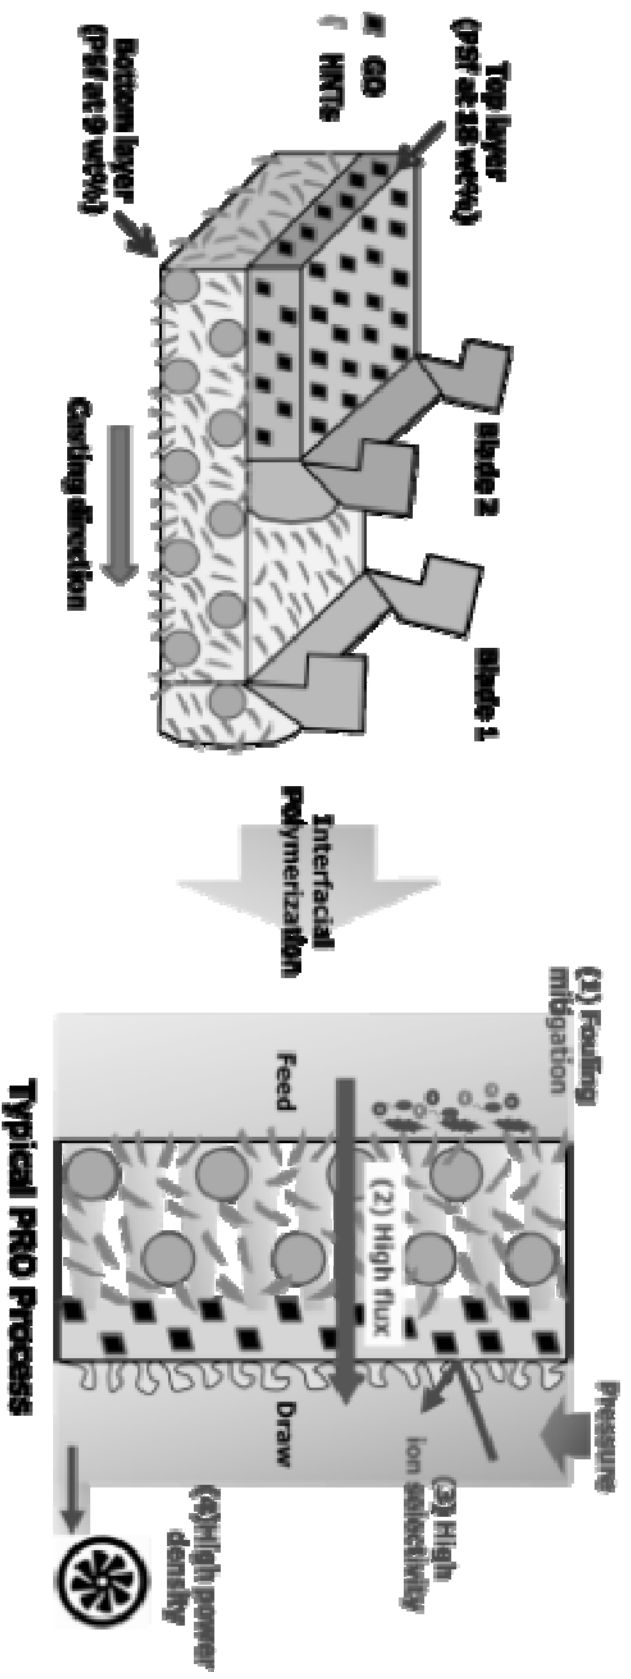 GO
HNTs
Top layer
(PSf at 18 wt%)
Bottom layer
(PSf at 9 wt%)
Blade 2
Blade 1
Casting direction
Interfacial
Polymerization
(1) Fouling
mitigation
Feed
(2) High flux
Draw
Pressure
(3) High
ion selectivity
(4)High power
density
Typical PRO Process